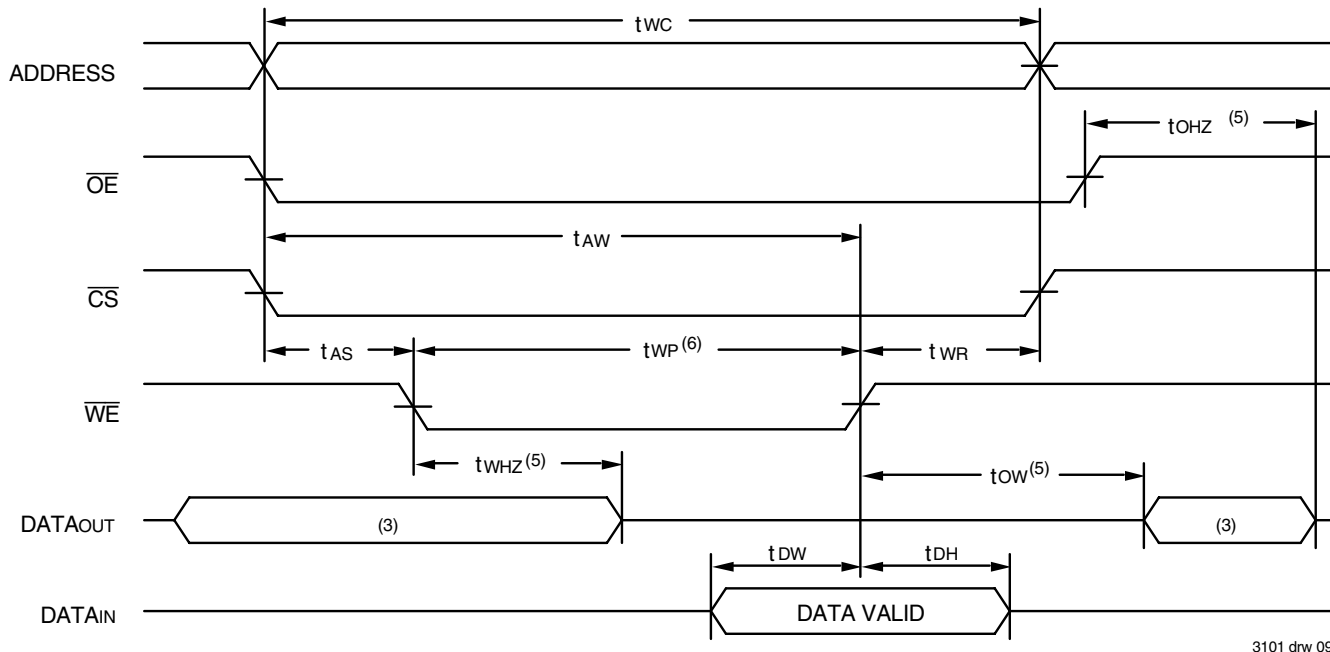 tWC
ADDRESS
tOHZ (5)
OE
tAW
CS
tAS
tWP(6)
tWR
WE
tWHZ(5)
tOW(5)
DATAOUT
(3)
(3)
tDW
tDH
DATAIN
DATA VALID
3101 drw 09